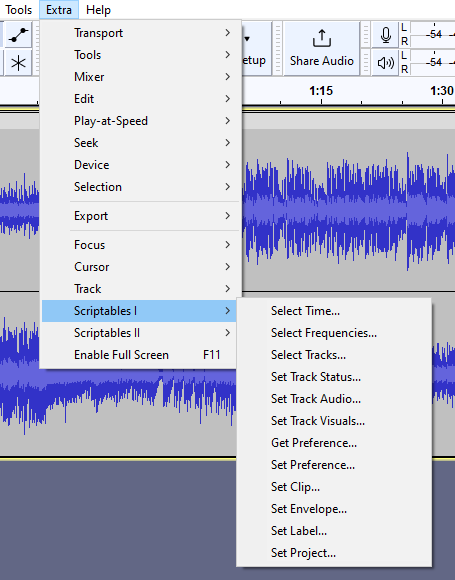 Tools Extra Help
Transport
Tools
Mixer
Edit
Play-at-Speed
Seek
Device
Selection
Export
Focus
Cursor
Track
Scriptables I
Scriptables II
Enable Full Screen F11
etup
Share Audio
L
R
-54
L
R
-54
1:15
1:30
Select Time...
Select Frequencies...
Select Tracks...
Set Track Status...
Set Track Audio...
Set Track Visuals...
Get Preference...
Set Preference...
Set Clip...
Set Envelope...
Set Label...
Set Project...